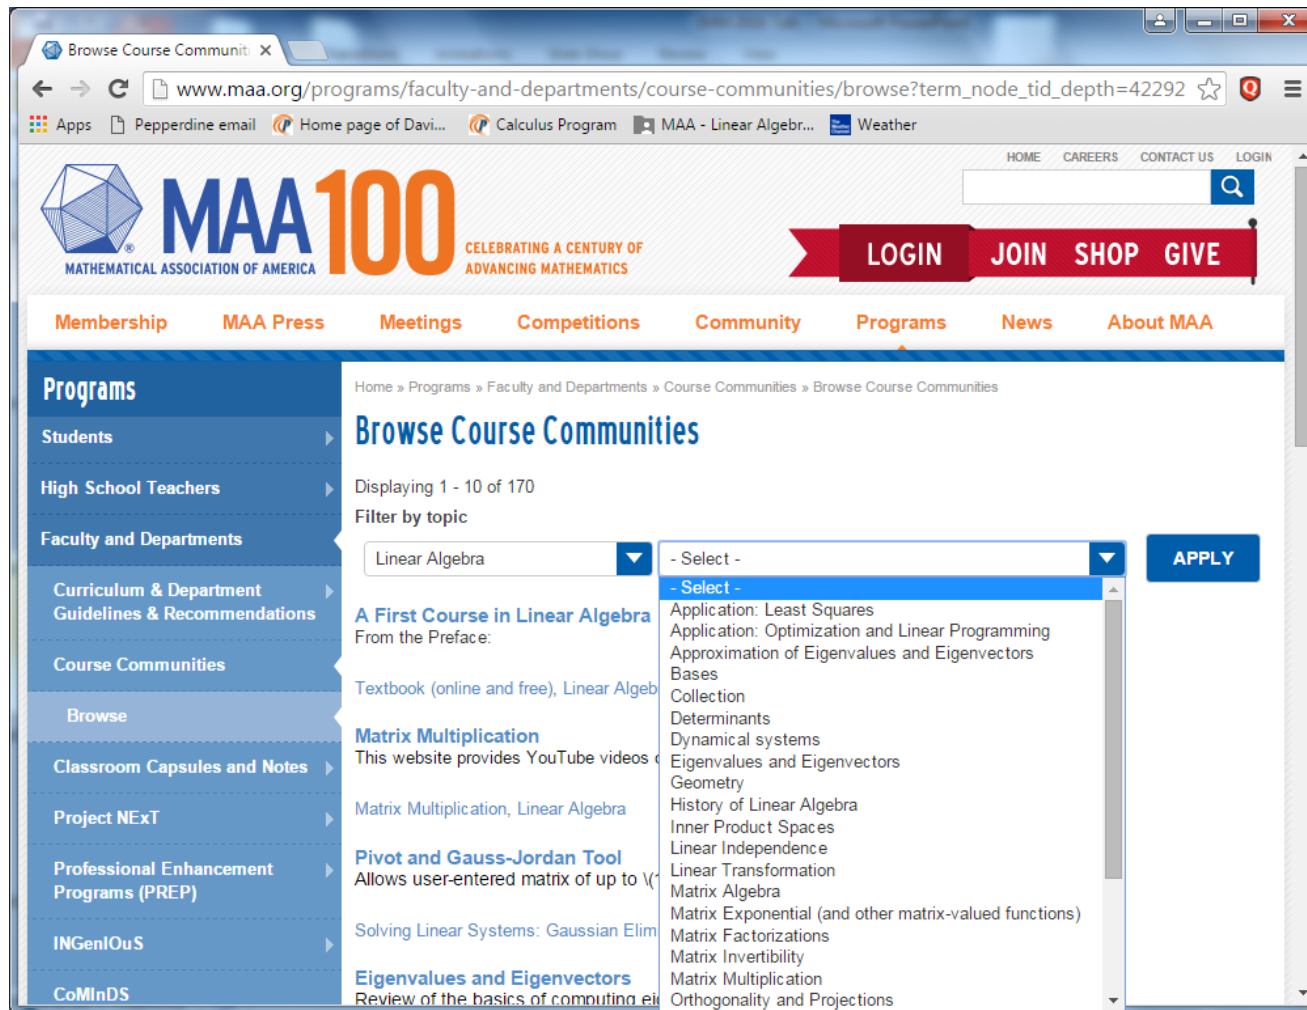 Browse Course Communiti
www.maa.org/programs/faculty-and-departments/course-communities/browse?term_node_tid_depth=42292
Apps Pepperdine email Home page of Davi... Calculus Program MAA - Linear Algebr... Weather
HOME CAREERS CONTACT US LOGIN
MAA100
MATHEMATICAL ASSOCIATION OF AMERICA
CELEBRATING A CENTURY OF
ADVANCING MATHEMATICS
LOGIN JOIN SHOP GIVE
Membership MAA Press Meetings Competitions Community Programs News About MAA
Programs
Students
High School Teachers
Faculty and Departments
Curriculum & Department
Guidelines & Recommendations
Course Communities
Browse
Classroom Capsules and Notes
Project NExT
Professional Enhancement
Programs (PREP)
INGenIOuS
CoMInDS
Home » Programs » Faculty and Departments » Course Communities » Browse Course Communities
Browse Course Communities
Displaying 1 - 10 of 170
Filter by topic
Linear Algebra - Select - APPLY
A First Course in Linear Algebra
From the Preface:
Textbook (online and free), Linear Algeb
Matrix Multiplication
This website provides YouTube videos
Matrix Multiplication, Linear Algebra
Pivot and Gauss-Jordan Tool
Allows user-entered matrix of up to \(
Solving Linear Systems: Gaussian Elim
Eigenvalues and Eigenvectors
Review of the basics of computing
- Select -
Application: Least Squares
Application: Optimization and Linear Programming
Approximation of Eigenvalues and Eigenvectors
Bases
Collection
Determinants
Dynamical systems
Eigenvalues and Eigenvectors
Geometry
History of Linear Algebra
Inner Product Spaces
Linear Independence
Linear Transformation
Matrix Algebra
Matrix Exponential (and other matrix-valued functions)
Matrix Factorizations
Matrix Invertibility
Matrix Multiplication
Orthogonality and Projections